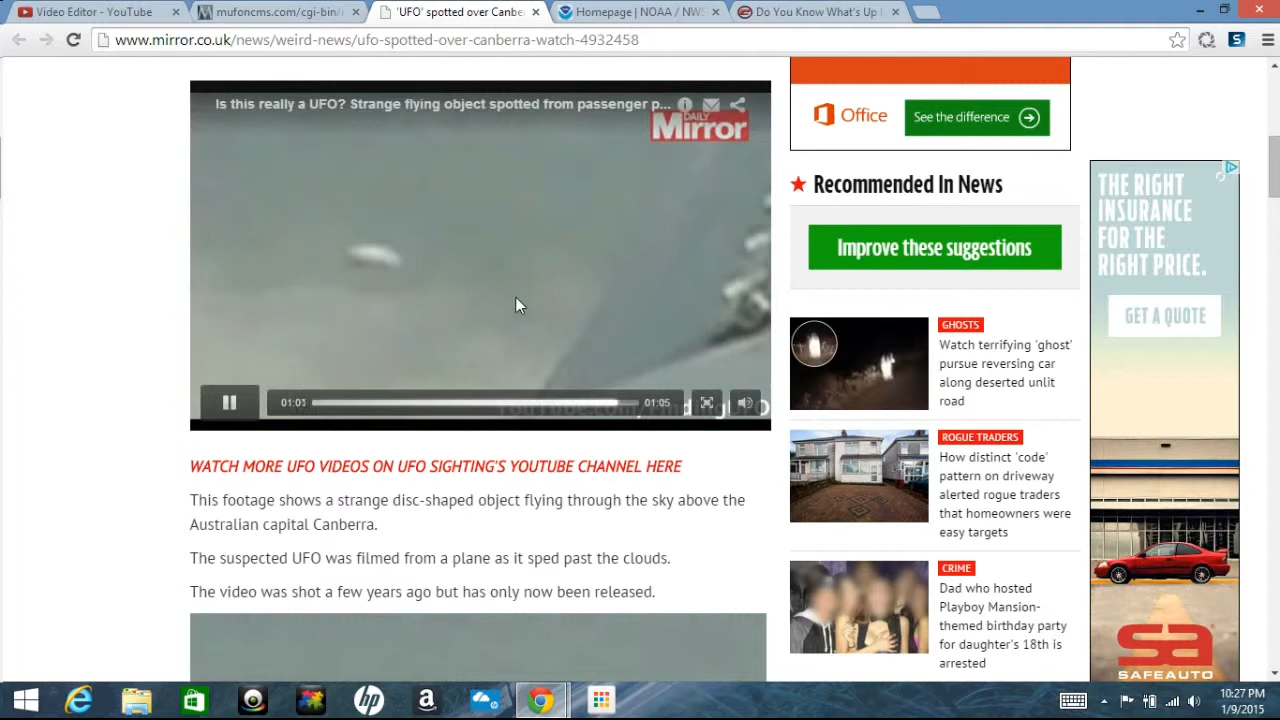 Video Editor - YouTube
mufoncms.com/cgi-bin/
'UFO' spotted over Canbe
Homepage | NOAA / NWS
Do You Know What's Up
www.mirror.co.uk/news/weird-news/ufo-spotted-over-canberra-watch-4932458
Is this really a UFO? Strange flying object spotted from passenger p...
DAILY
Mirror
01:01
01:05
WATCH MORE UFO VIDEOS ON UFO SIGHTING'S YOUTUBE CHANNEL HERE
This footage shows a strange disc-shaped object flying through the sky above the
Australian capital Canberra.
The suspected UFO was filmed from a plane as it sped past the clouds.
The video was shot a few years ago but has only now been released.
Office
See the difference
Recommended In News
Improve these suggestions
GHOSTS
Watch terrifying 'ghost'
pursue reversing car
along deserted unlit
road
ROGUE TRADERS
How distinct 'code'
pattern on driveway
alerted rogue traders
that homeowners were
easy targets
CRIME
Dad who hosted
Playboy Mansion-
themed birthday party
for daughter's 18th is
arrested
THE RIGHT
INSURANCE
FOR THE
RIGHT PRICE.
GET A QUOTE
sa
SAFEAUTO
hp
a
10:27 PM
1/9/2015